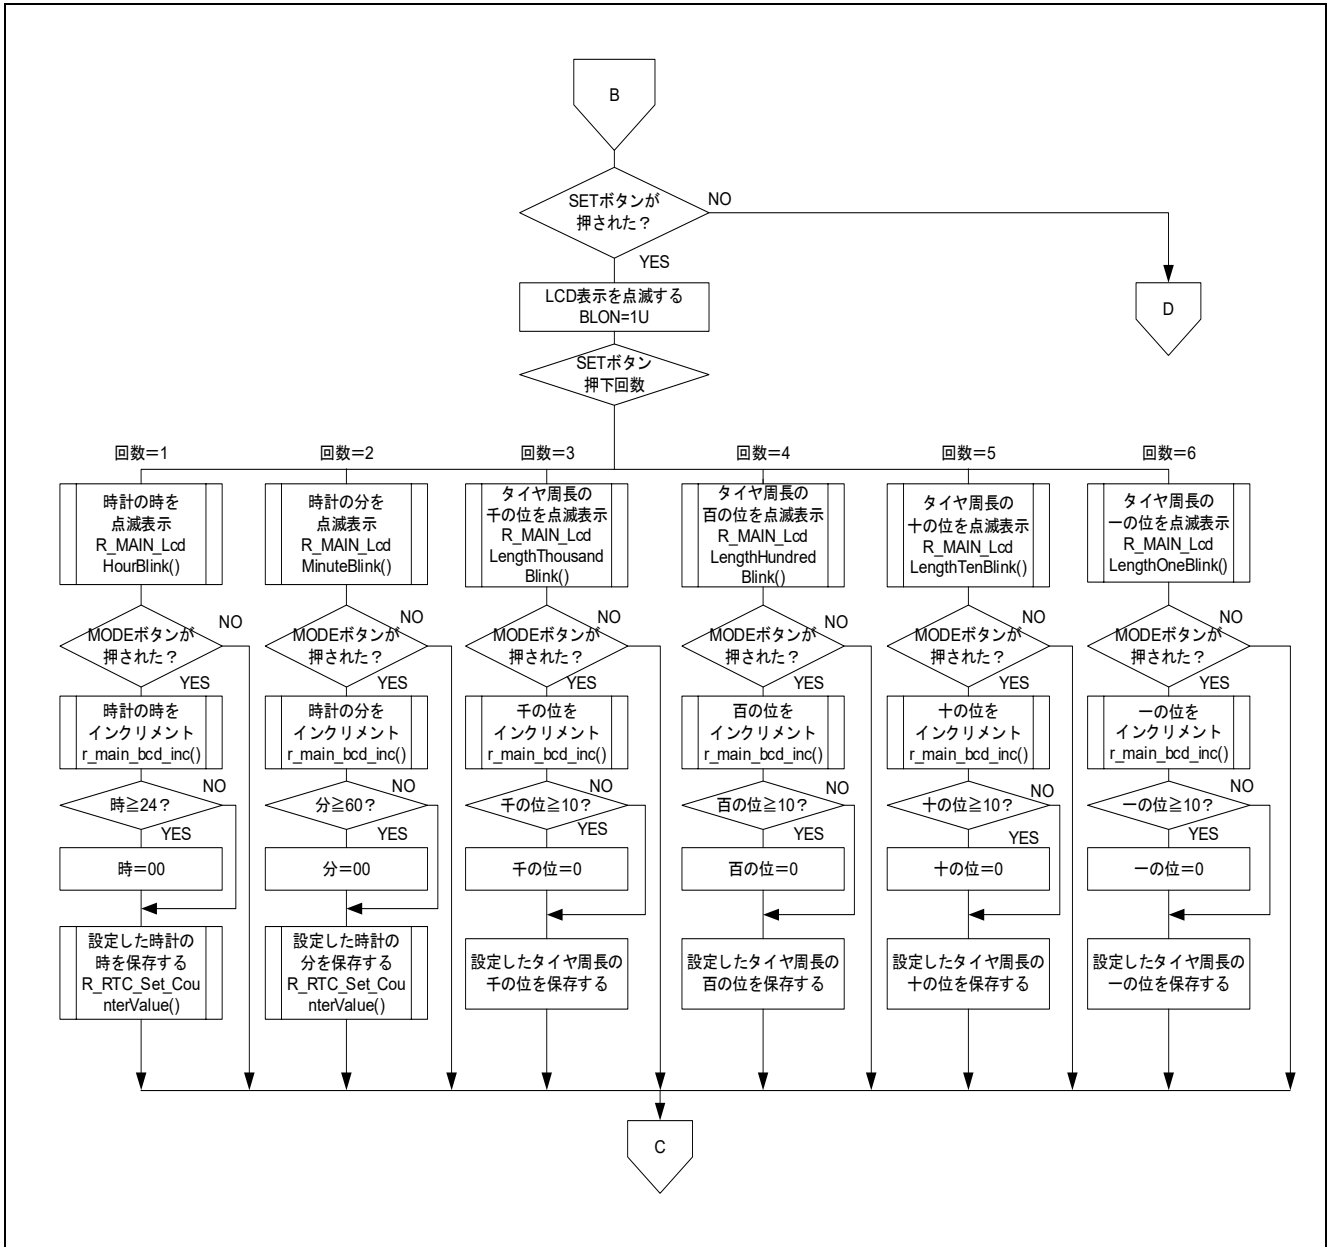 B
SETボタンが
押された？
NO
YES
LCD表示を点滅する
BLON=1U
D
SETボタン
押下回数
回数＝1
回数＝2
回数＝3
回数＝4
回数＝5
回数＝6
時計の時を
点滅表示
R_MAIN_Lcd
HourBlink()
時計の分を
点滅表示
R_MAIN_Lcd
MinuteBlink()
タイヤ周長の
千の位を点滅表示
R_MAIN_Lcd
LengthThousand
Blink()
タイヤ周長の
百の位を点滅表示
R_MAIN_Lcd
LengthHundred
Blink()
タイヤ周長の
十の位を点滅表示
R_MAIN_Lcd
LengthTenBlink()
タイヤ周長の
一の位を点滅表示
R_MAIN_Lcd
LengthOneBlink()
MODEボタンが
押された？
NO
YES
MODEボタンが
押された？
NO
YES
MODEボタンが
押された？
NO
YES
MODEボタンが
押された？
NO
YES
MODEボタンが
押された？
NO
YES
MODEボタンが
押された？
NO
YES
時計の時を
インクリメント
r_main_bcd_inc()
時計の分を
インクリメント
r_main_bcd_inc()
千の位を
インクリメント
r_main_bcd_inc()
百の位を
インクリメント
r_main_bcd_inc()
十の位を
インクリメント
r_main_bcd_inc()
一の位を
インクリメント
r_main_bcd_inc()
時≧24？
NO
YES
分≧60？
NO
YES
千の位≧10？
NO
YES
百の位≧10？
NO
YES
十の位≧10？
NO
YES
一の位≧10？
NO
YES
時＝00
分＝00
千の位＝0
百の位＝0
十の位＝0
一の位＝0
設定した時計の
時を保存する
R_RTC_Set_Cou
nterValue()
設定した時計の
分を保存する
R_RTC_Set_Cou
nterValue()
設定したタイヤ周長の
千の位を保存する
設定したタイヤ周長の
百の位を保存する
設定したタイヤ周長の
十の位を保存する
設定したタイヤ周長の
一の位を保存する
C